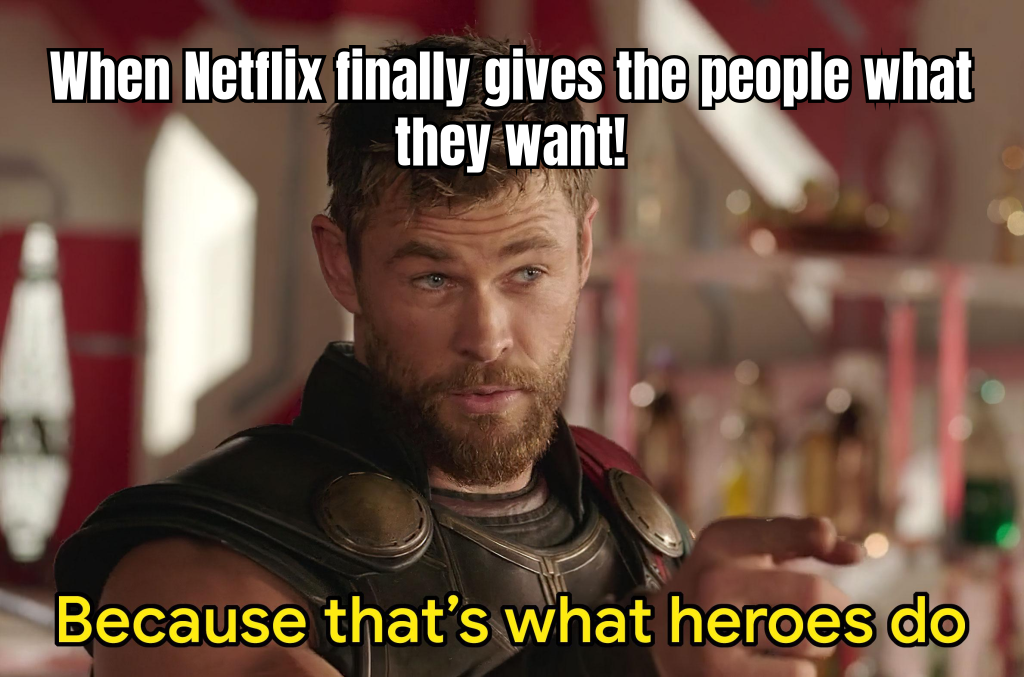 When Netflix finally gives the people what
they want!
Because that’s what heroes do